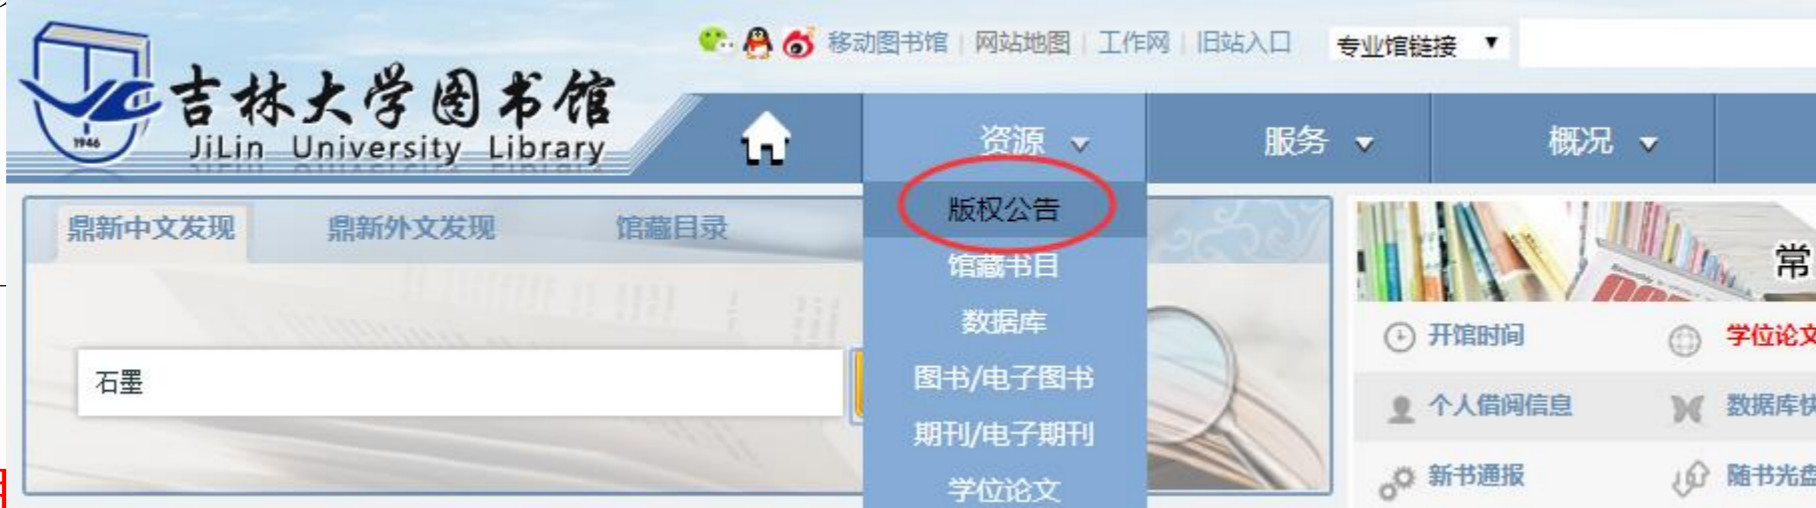 移动图书馆 | 网站地图 | 工作网 | 旧站入口 专业馆链接 ▼
吉林大学图书馆
JiLin University Library
1946
资源 服务 概况
版权公告
馆藏书目
数据库
图书/电子图书
期刊/电子期刊
学位论文
鼎新中文发现 鼎新外文发现 馆藏目录
石墨
常
开馆时间 学位论文
个人借阅信息 数据库快
新书通报 随书光盘